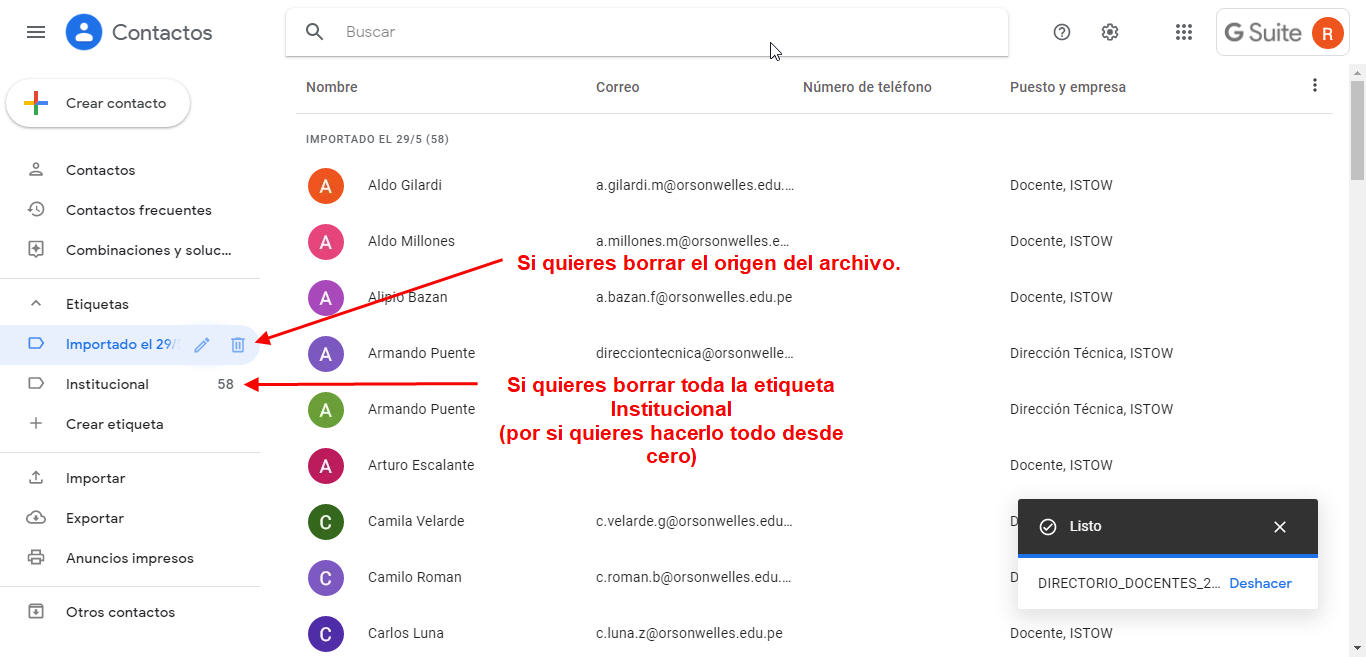 Contactos
Buscar
G Suite
R
Crear contacto
Contactos
Contactos frecuentes
Combinaciones y soluc...
Etiquetas
Importado el 29/
Institucional 58
Crear etiqueta
Importar
Exportar
Anuncios impresos
Otros contactos
Nombre Correo Número de teléfono Puesto y empresa
IMPORTADO EL 29/5 (58)
A Aldo Gilardi a.gilardi.m@orsonwelles.edu.... Docente, ISTOW
A Aldo Millones a.millones.m@orsonwelles.e... Docente, ISTOW
Si quieres borrar el origen del archivo.
A Alipio Bazan a.bazan.f@orsonwelles.edu.pe Docente, ISTOW
A Armando Puente direcciontecnica@orsonwelle... Dirección Técnica, ISTOW
Si quieres borrar toda la etiqueta
Institucional
(por si quieres hacerlo todo desde
cero)
A Armando Puente Dirección Técnica, ISTOW
A Arturo Escalante Docente, ISTOW
C Camila Velarde c.velarde.g@orsonwelles.edu... D
C Camilo Roman c.roman.b@orsonwelles.edu.... D
C Carlos Luna c.luna.z@orsonwelles.edu.pe Docente, ISTOW
Listo
DIRECTORIO_DOCENTES_2... Deshacer